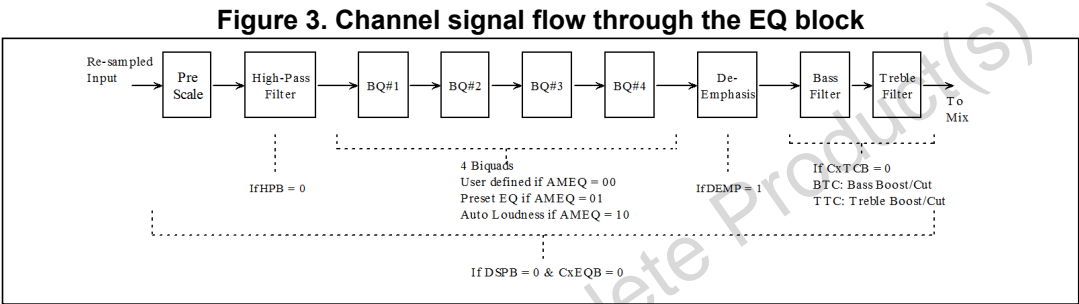 Figure 3. Channel signal flow through the EQ block
Re-sampled
Input
Pre
Scale
High-Pass
Filter
BQ#1
BQ#2
BQ#3
BQ#4
De-
Emphasis
Bass
Filter
Treble
Filter
To
Mix
If HPB = 0
4 Biquads
User defined if AMEQ = 00
Preset EQ if AMEQ = 01
Auto Loudness if AMEQ = 10
If DEMP = 1
If CxTCB = 0
BTC: Bass Boost/Cut
TTC: Treble Boost/Cut
If DSPB = 0 & CxEQB = 0
lete Product(s)